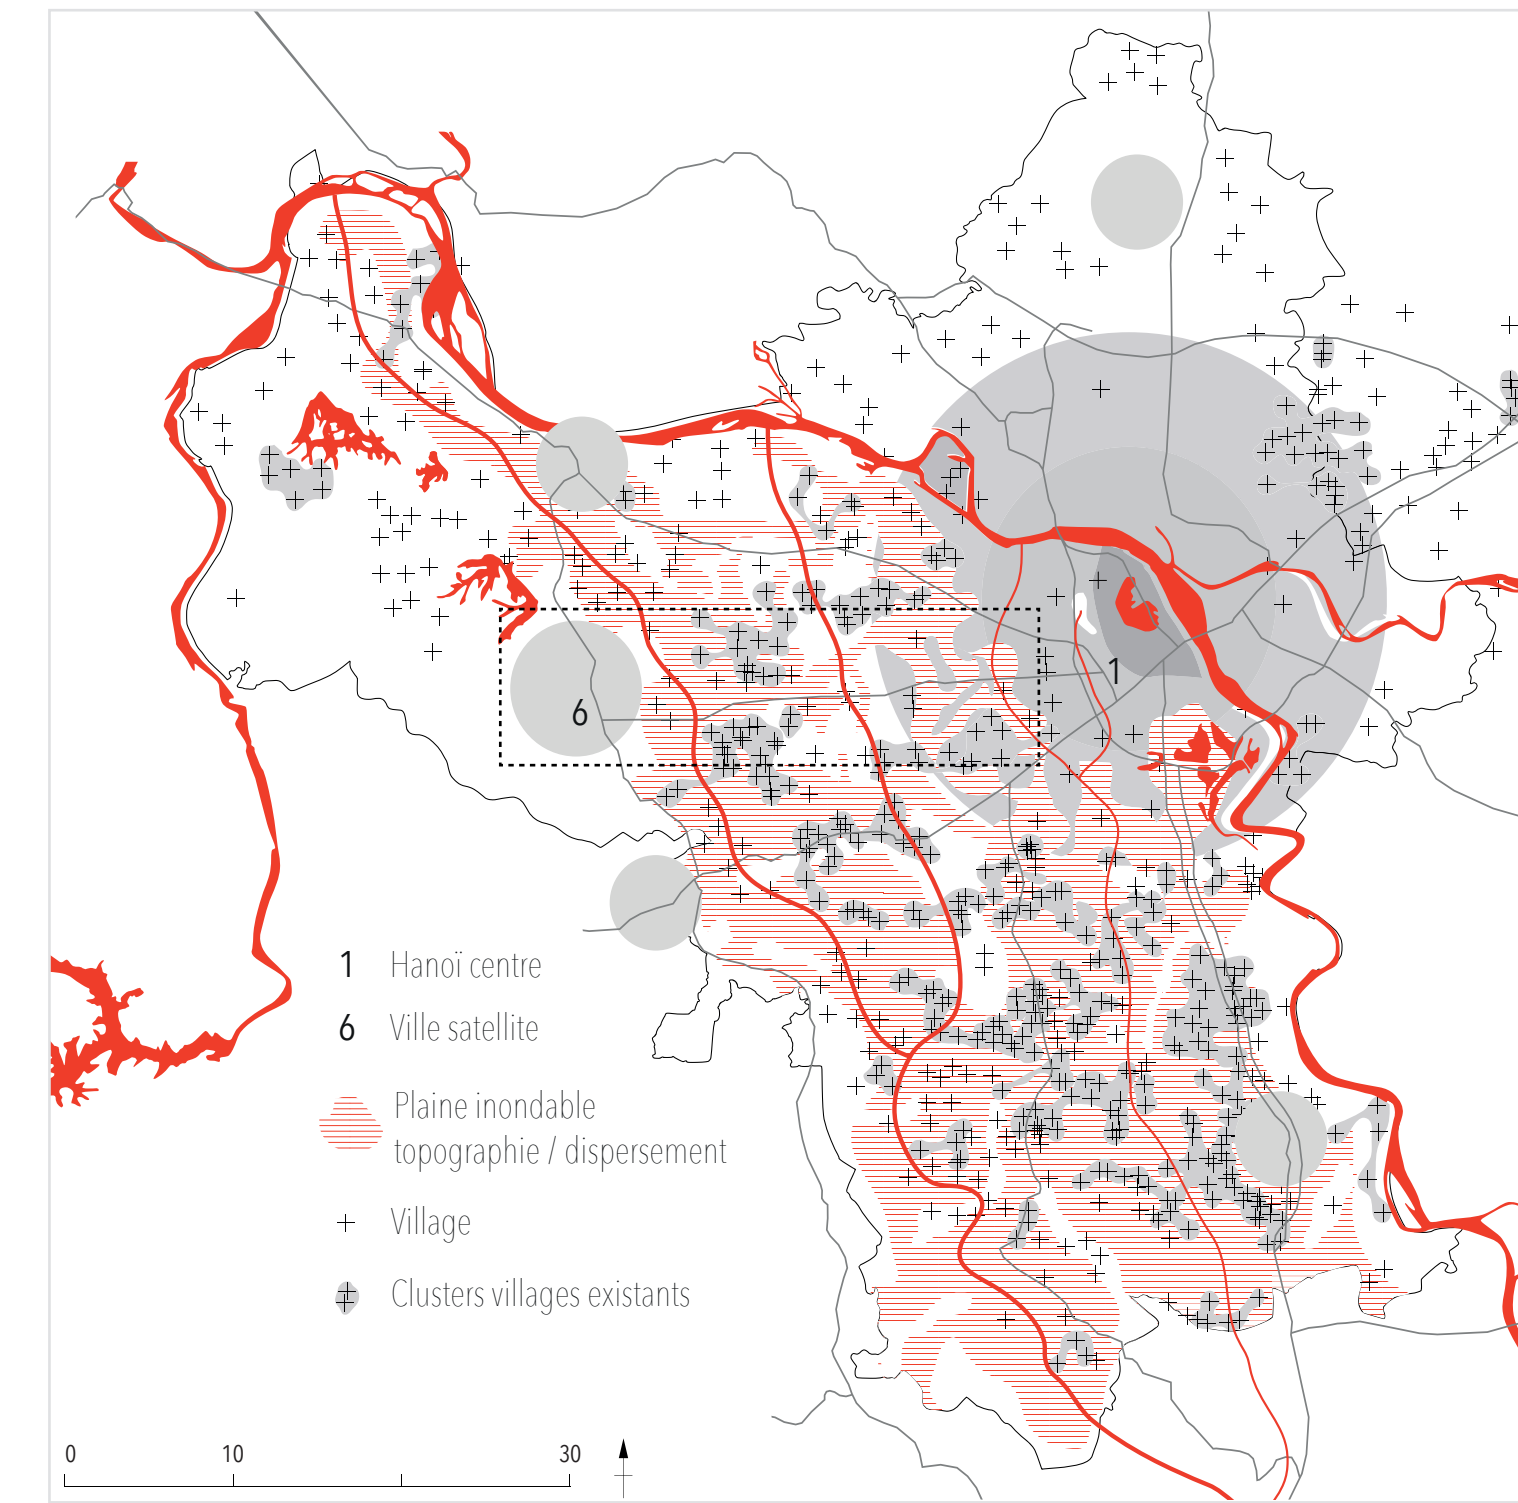 1
6
1 Hanoï centre
6 Ville satellite
Plaine inondable
topographie / dispersement
Village
Clusters villages existants
0 10 30